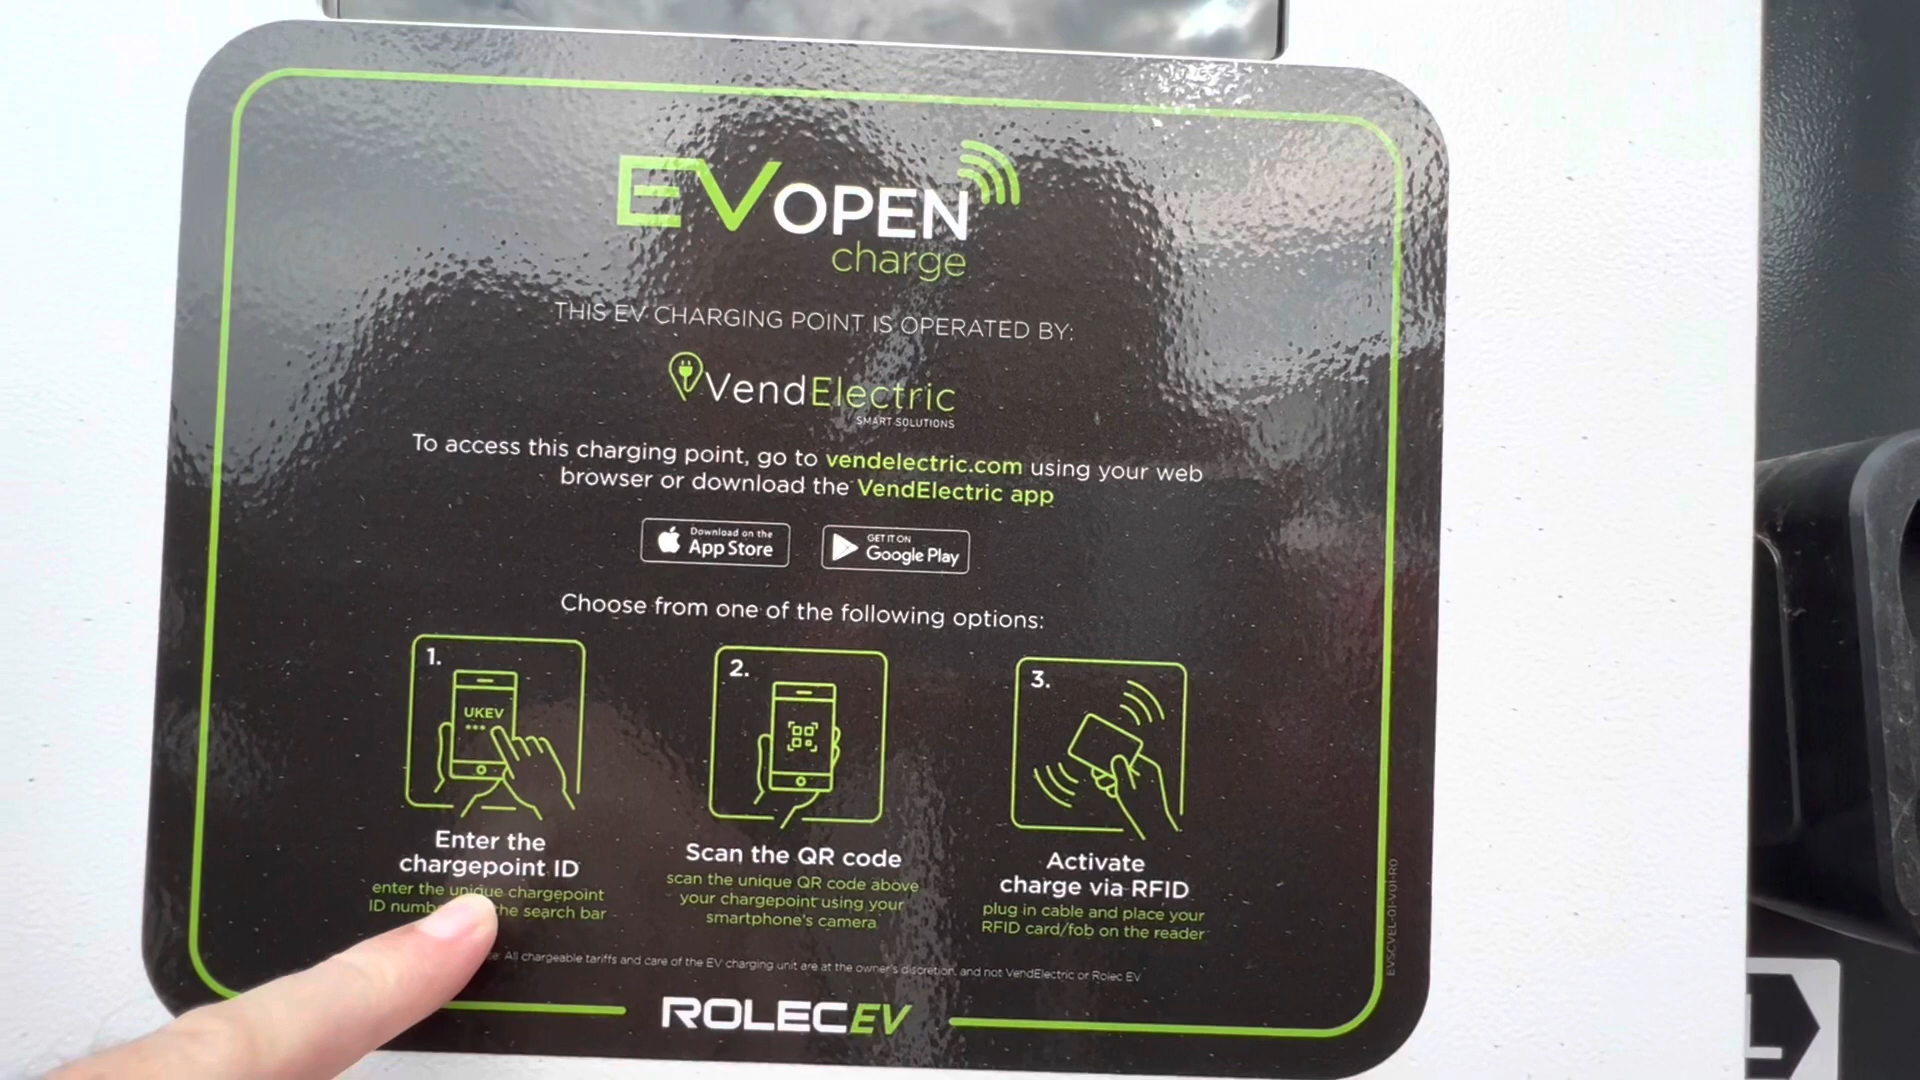 EVOPEN
charge
THIS EV CHARGING POINT IS OPERATED BY:
VendElectric
SMART SOLUTIONS
To access this charging point, go to vendelectric.com using your web
browser or download the VendElectric app
Download on the
App Store
GET IT ON
Google Play
Choose from one of the following options:
1.
UKEV
***
Enter the
chargepoint ID
enter the unique chargepoint
ID the search bar
2.
Scan the QR code
scan the unique QR code above
your chargepoint using your
smartphone's camera
3.
Activate
charge via RFID
plug in cable and place your
RFID card/fob on the reader
All chargeable tariffs and care of the EV charging unit are at the owner's discretion, and not VendElectric or Rolec EV
ROLECEV
EVSCVEL-01-V01-R0
L